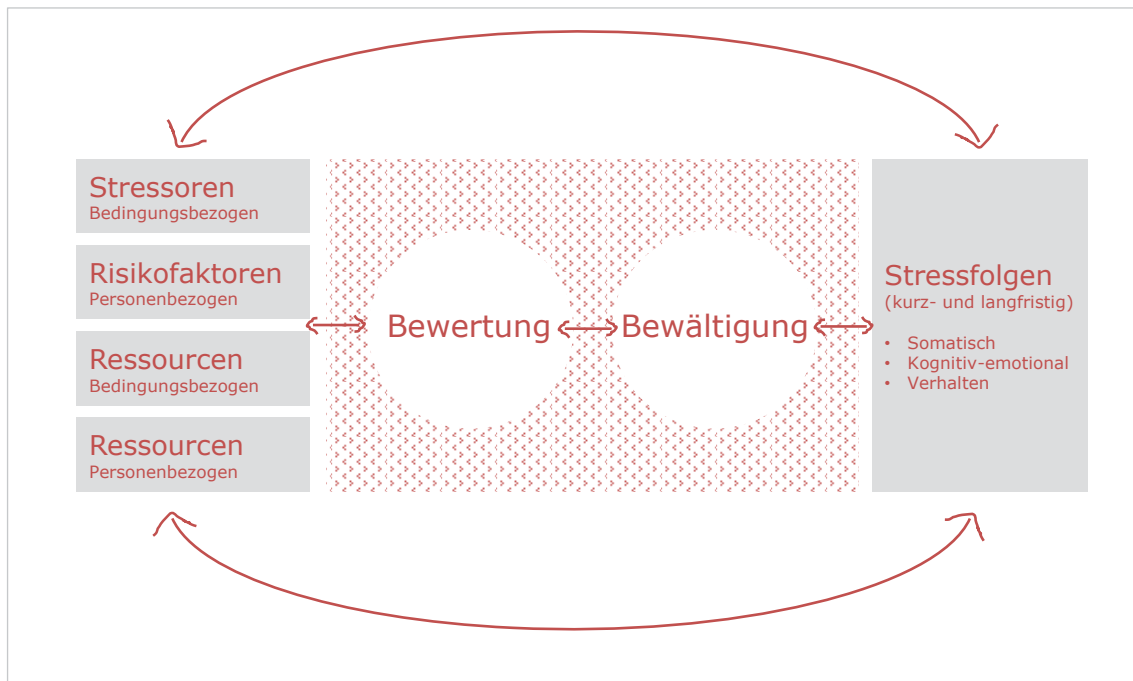 Stressoren
Bedingungsbezogen
Risikofaktoren
Personenbezogen
Ressourcen
Bedingungsbezogen
Ressourcen
Personenbezogen
Bewertung
Bewältigung
Stressfolgen
(kurz- und langfristig)
• Somatisch
• Kognitiv-emotional
• Verhalten